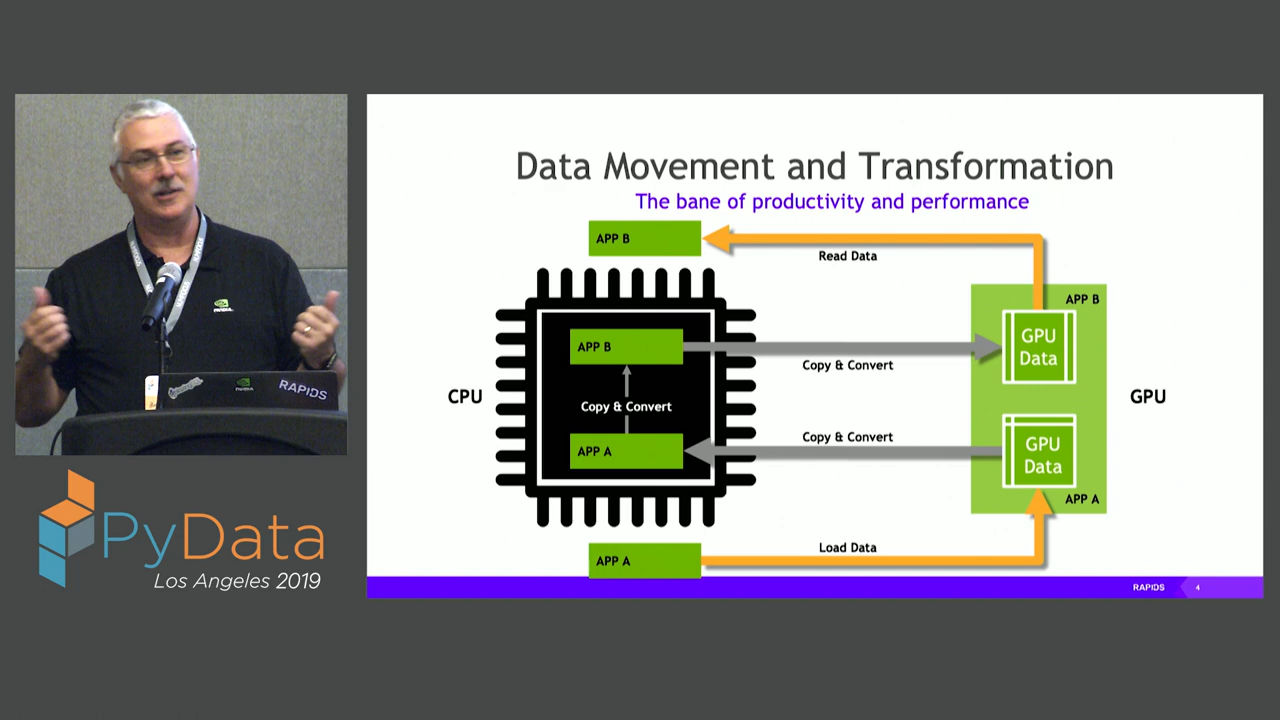 Data Movement and Transformation
The bane of productivity and performance
APP B
Read Data
APP B
GPU
Data
APP B
Copy & Convert
CPU
Copy & Convert
GPU
Copy & Convert
APP A
GPU
Data
APP A
Load Data
APP A
RAPIDS
4
NVIDIA
RAPIDS
PyData
Los Angeles 2019